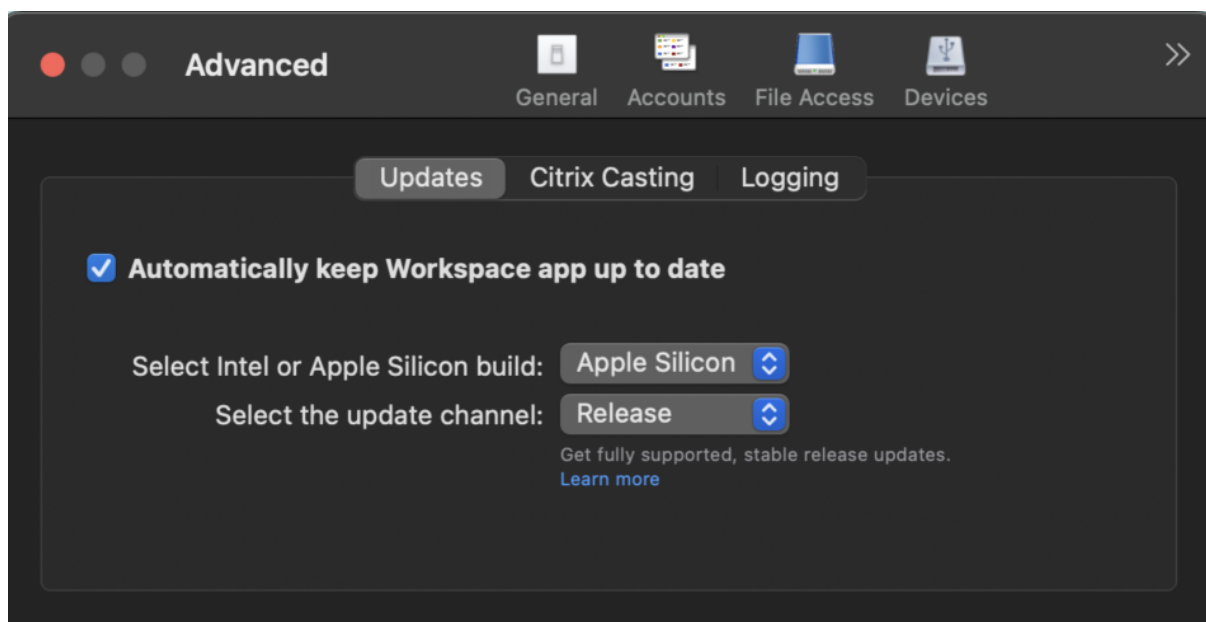 Advanced
General Accounts File Access Devices
Updates Citrix Casting Logging
Automatically keep Workspace app up to date
Select Intel or Apple Silicon build: Apple Silicon
Select the update channel: Release
Get fully supported, stable release updates.
Learn more